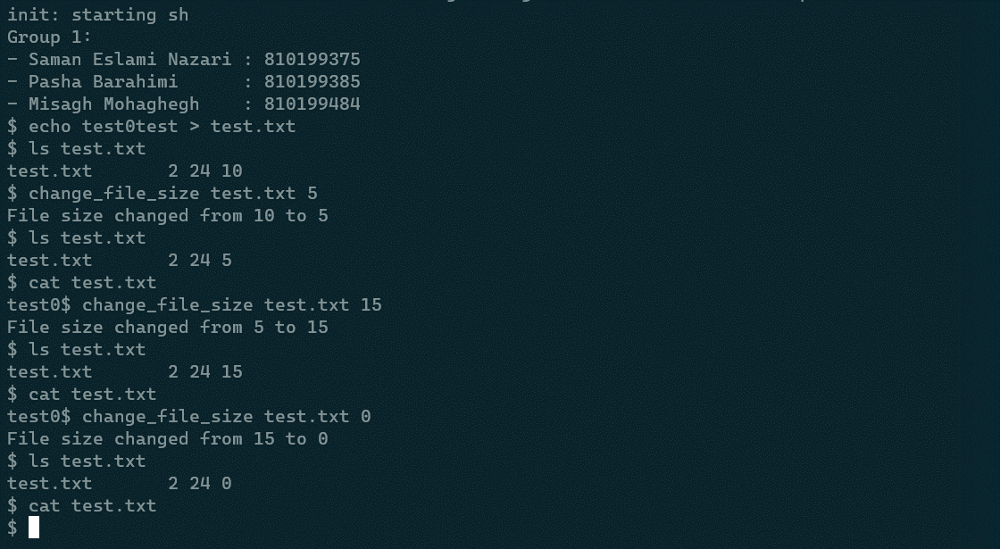 init: starting sh
Group 1:
- Saman Eslami Nazari : 810199375
- Pasha Barahimi      : 810199385
- Misagh Mohaghegh    : 810199484
$ echo test0test > test.txt
$ ls test.txt
test.txt       2 24 10
$ change_file_size test.txt 5
File size changed from 10 to 5
$ ls test.txt
test.txt       2 24 5
$ cat test.txt
test0$ change_file_size test.txt 15
File size changed from 5 to 15
$ ls test.txt
test.txt       2 24 15
$ cat test.txt
test0$ change_file_size test.txt 0
File size changed from 15 to 0
$ ls test.txt
test.txt       2 24 0
$ cat test.txt
$